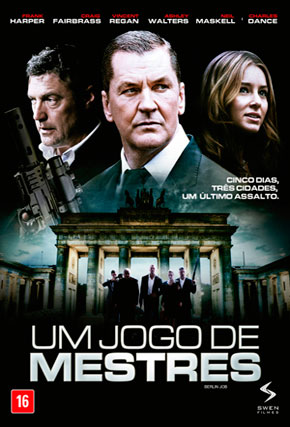 FRANK HARPER
CRAIG FAIRBRASS
VINCENT REGAN
ASHLEY WALTERS
NEIL MASKELL
CHARLES DANCE
CINCO DIAS,
TRÊS CIDADES,
UM ÚLTIMO ASSALTO.
UM JOGO DE
MESTRES
BERLIN JOB
16
SWEN
FILMES